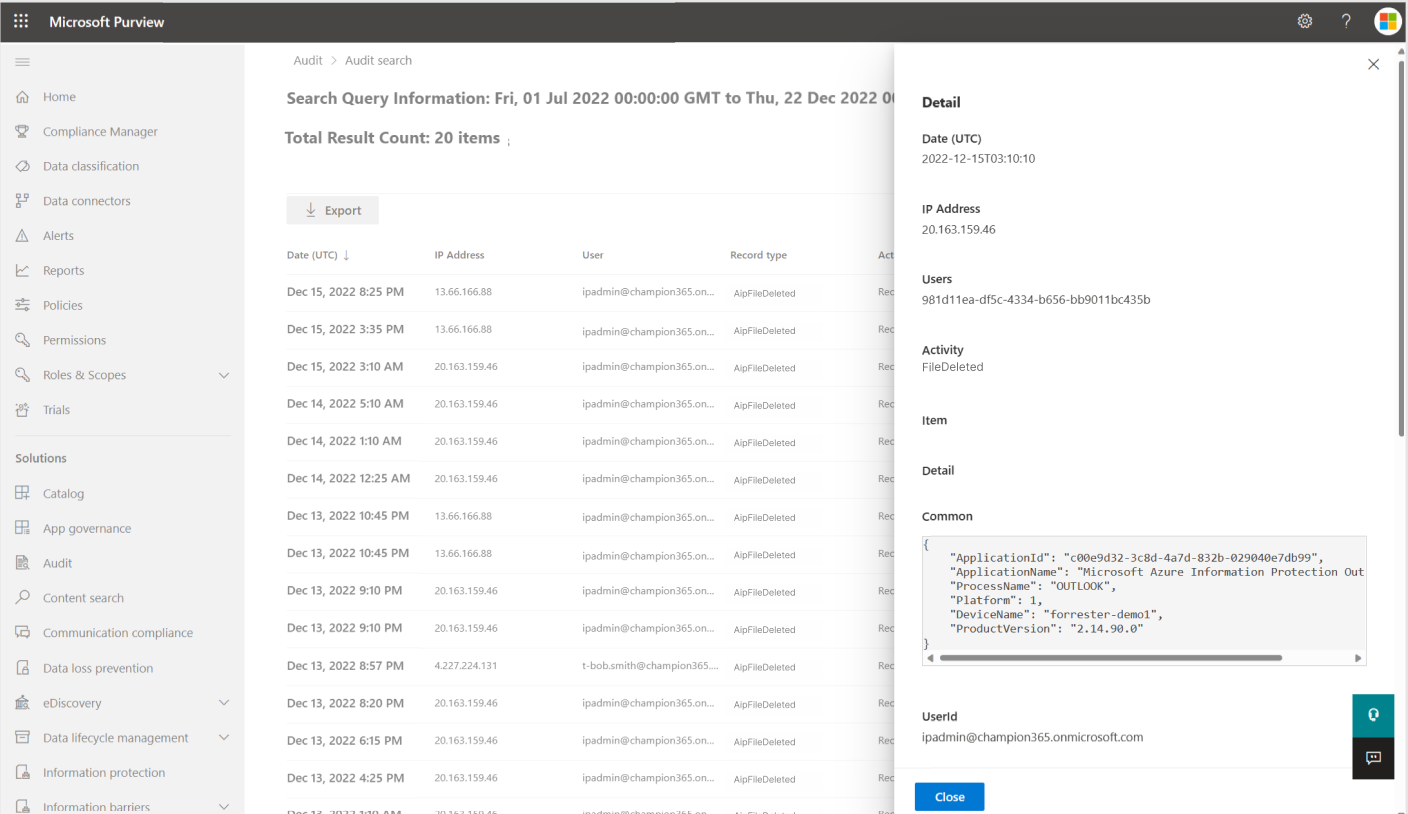 Microsoft Purview
Home
Compliance Manager
Data classification
Data connectors
Alerts
Reports
Policies
Permissions
Roles & Scopes
Trials
Solutions
Catalog
App governance
Audit
Content search
Communication compliance
Data loss prevention
eDiscovery
Data lifecycle management
Information protection
Information barriers
Audit > Audit search
Search Query Information: Fri, 01 Jul 2022 00:00:00 GMT to Thu, 22 Dec 2022 0
Total Result Count: 20 items
Export
Date (UTC) ↓ IP Address User Record type Act
Dec 15, 2022 8:25 PM 13.66.166.88 ipadmin@champion365.on... AipFileDeleted Rec
Dec 15, 2022 3:35 PM 13.66.166.88 ipadmin@champion365.on... AipFileDeleted Rec
Dec 15, 2022 3:10 AM 20.163.159.46 ipadmin@champion365.on... AipFileDeleted Rec
Dec 14, 2022 5:10 AM 20.163.159.46 ipadmin@champion365.on... AipFileDeleted Rec
Dec 14, 2022 1:10 AM 20.163.159.46 ipadmin@champion365.on... AipFileDeleted Rec
Dec 14, 2022 12:25 AM 20.163.159.46 ipadmin@champion365.on... AipFileDeleted Rec
Dec 13, 2022 10:45 PM 13.66.166.88 ipadmin@champion365.on... AipFileDeleted Rec
Dec 13, 2022 10:45 PM 13.66.166.88 ipadmin@champion365.on... AipFileDeleted Rec
Dec 13, 2022 9:10 PM 20.163.159.46 ipadmin@champion365.on... AipFileDeleted Rec
Dec 13, 2022 9:10 PM 20.163.159.46 ipadmin@champion365.on... AipFileDeleted Rec
Dec 13, 2022 8:57 PM 4.227.224.131 t-bob.smith@champion365.... AipFileDeleted Rec
Dec 13, 2022 8:20 PM 20.163.159.46 ipadmin@champion365.on... AipFileDeleted Rec
Dec 13, 2022 6:15 PM 20.163.159.46 ipadmin@champion365.on... AipFileDeleted Rec
Dec 13, 2022 4:25 PM 20.163.159.46 ipadmin@champion365.on... AipFileDeleted Rec
Detail
Date (UTC)
2022-12-15T03:10:10
IP Address
20.163.159.46
Users
981d11ea-df5c-4334-b656-bb9011bc435b
Activity
FileDeleted
Item
Detail
Common
{
"ApplicationId": "c00e9d32-3c8d-4a7d-832b-029040e7db99",
"ApplicationName": "Microsoft Azure Information Protection Out
"ProcessName": "OUTLOOK",
"Platform": 1,
"DeviceName": "forrester-demo1",
"ProductVersion": "2.14.90.0"
}
UserId
ipadmin@champion365.onmicrosoft.com
Close